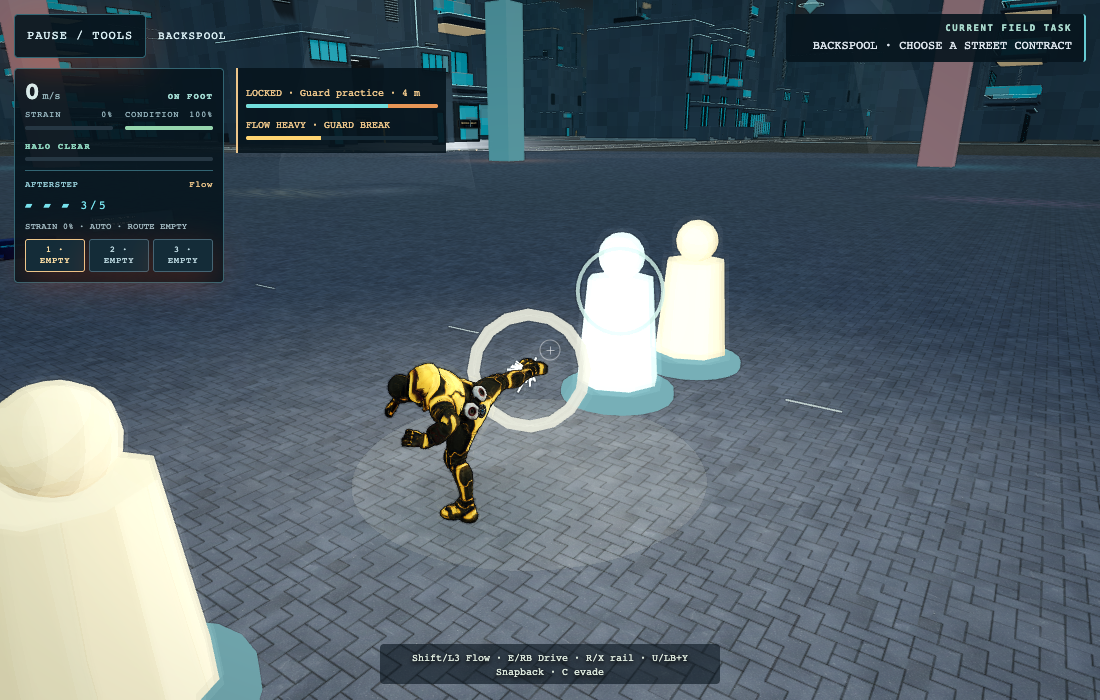 PAUSE / TOOLS
BACKSPOOL
CURRENT FIELD TASK
BACKSPOOL · CHOOSE A STREET CONTRACT
0 m/s
ON FOOT
STRAIN 0%
CONDITION 100%
HALO CLEAR
AFTERSTEP
Flow
3/5
STRAIN 0% · AUTO · ROUTE EMPTY
1 ·
EMPTY
2 ·
EMPTY
3 ·
EMPTY
LOCKED · Guard practice · 4 m
FLOW HEAVY · GUARD BREAK
Shift/L3 Flow · E/RB Drive · R/X rail · U/LB+Y
Snapback · C evade